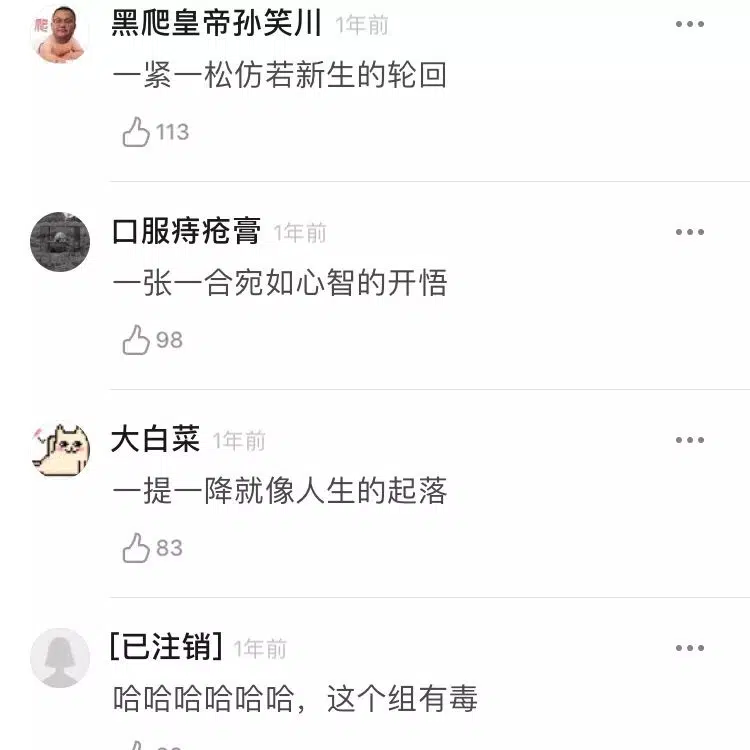 黑爬皇帝孙笑川 1年前
一紧一松仿若新生的轮回
113
口服痔疮膏 1年前
一张一合宛如心智的开悟
98
大白菜 1年前
一提一降就像人生的起落
83
[已注销] 1年前
哈哈哈哈哈哈，这个组有毒